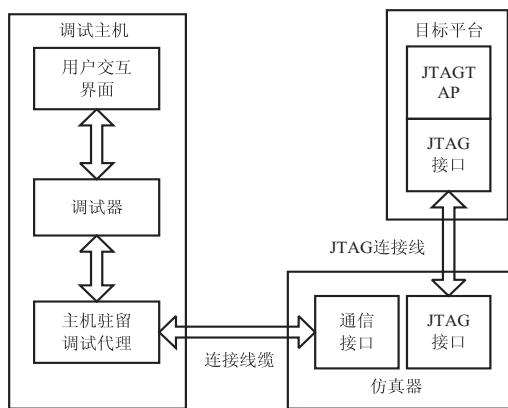 调试主机
用户交互
界面
调试器
主机驻留
调试代理
连接线缆
目标平台
JTAGT
AP
JTAG
接口
JTAG连接线
通信
接口
JTAG
接口
仿真器